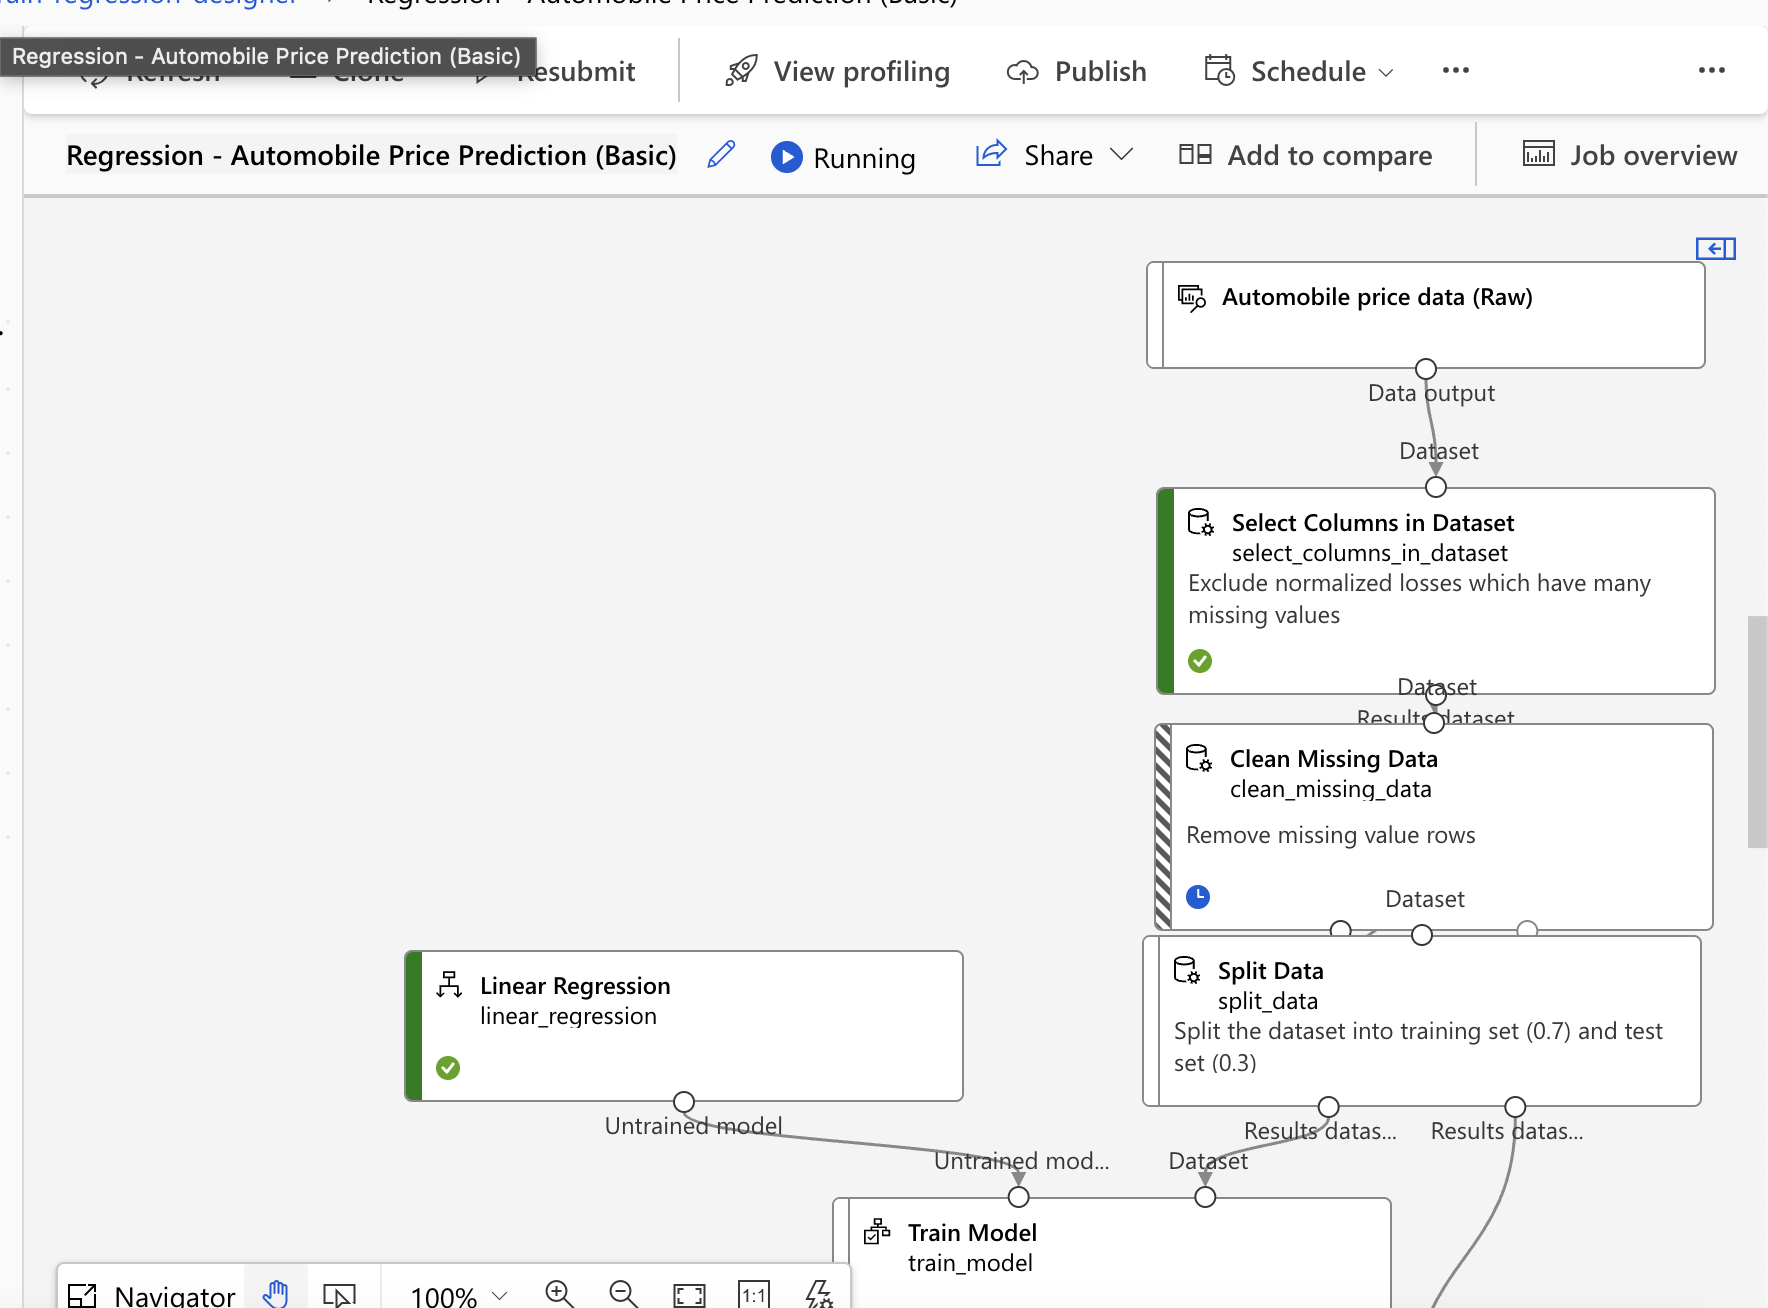 Regression - Automobile Price Prediction (Basic)
Regression - Automobile Price Prediction (Basic)
Refresh Clone Resubmit View profiling Publish Schedule
Regression - Automobile Price Prediction (Basic) Running Share Add to compare Job overview
Automobile price data (Raw)
Data output
Dataset
Select Columns in Dataset
select_columns_in_dataset
Exclude normalized losses which have many
missing values
Dataset
Results dataset
Clean Missing Data
clean_missing_data
Remove missing value rows
Dataset
Linear Regression
linear_regression
Split Data
split_data
Split the dataset into training set (0.7) and test
set (0.3)
Untrained model
Results datas... Results datas...
Untrained mod... Dataset
Train Model
train_model
Navigator 100% 1:1